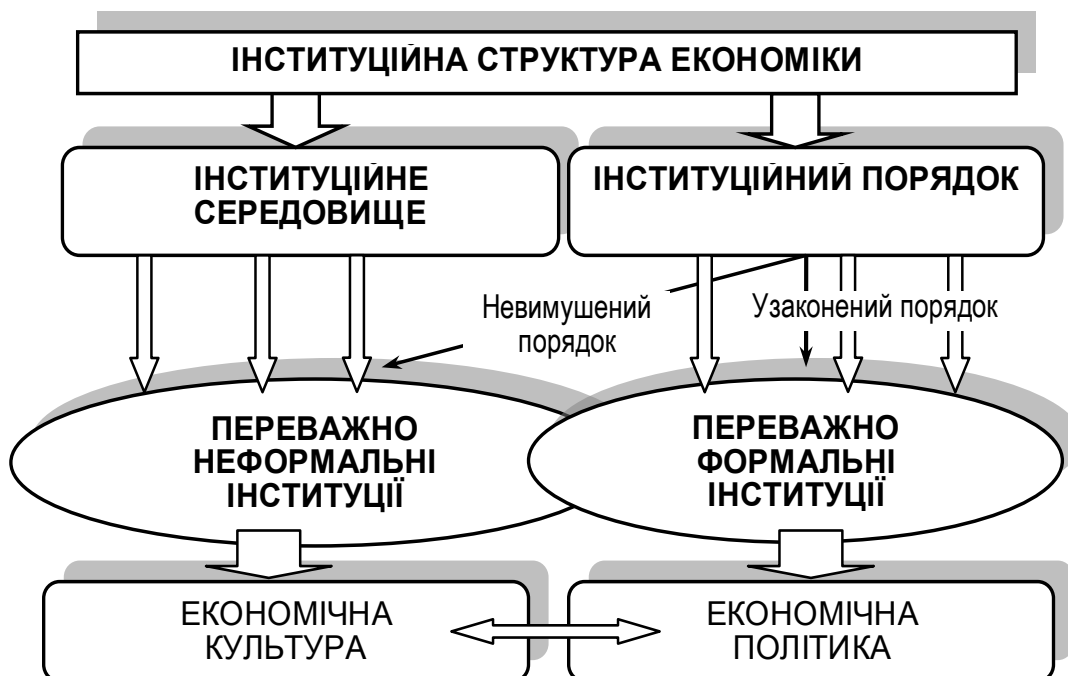 ІНСТИТУЦІЙНА СТРУКТУРА ЕКОНОМІКИ
ІНСТИТУЦІЙНЕ
СЕРЕДОВИЩЕ
ІНСТИТУЦІЙНИЙ ПОРЯДОК
Невимушений
порядок
Узаконений порядок
ПЕРЕВАЖНО
НЕФОРМАЛЬНІ
ІНСТИТУЦІЇ
ПЕРЕВАЖНО
ФОРМАЛЬНІ
ІНСТИТУЦІЇ
ЕКОНОМІЧНА
КУЛЬТУРА
ЕКОНОМІЧНА
ПОЛІТИКА